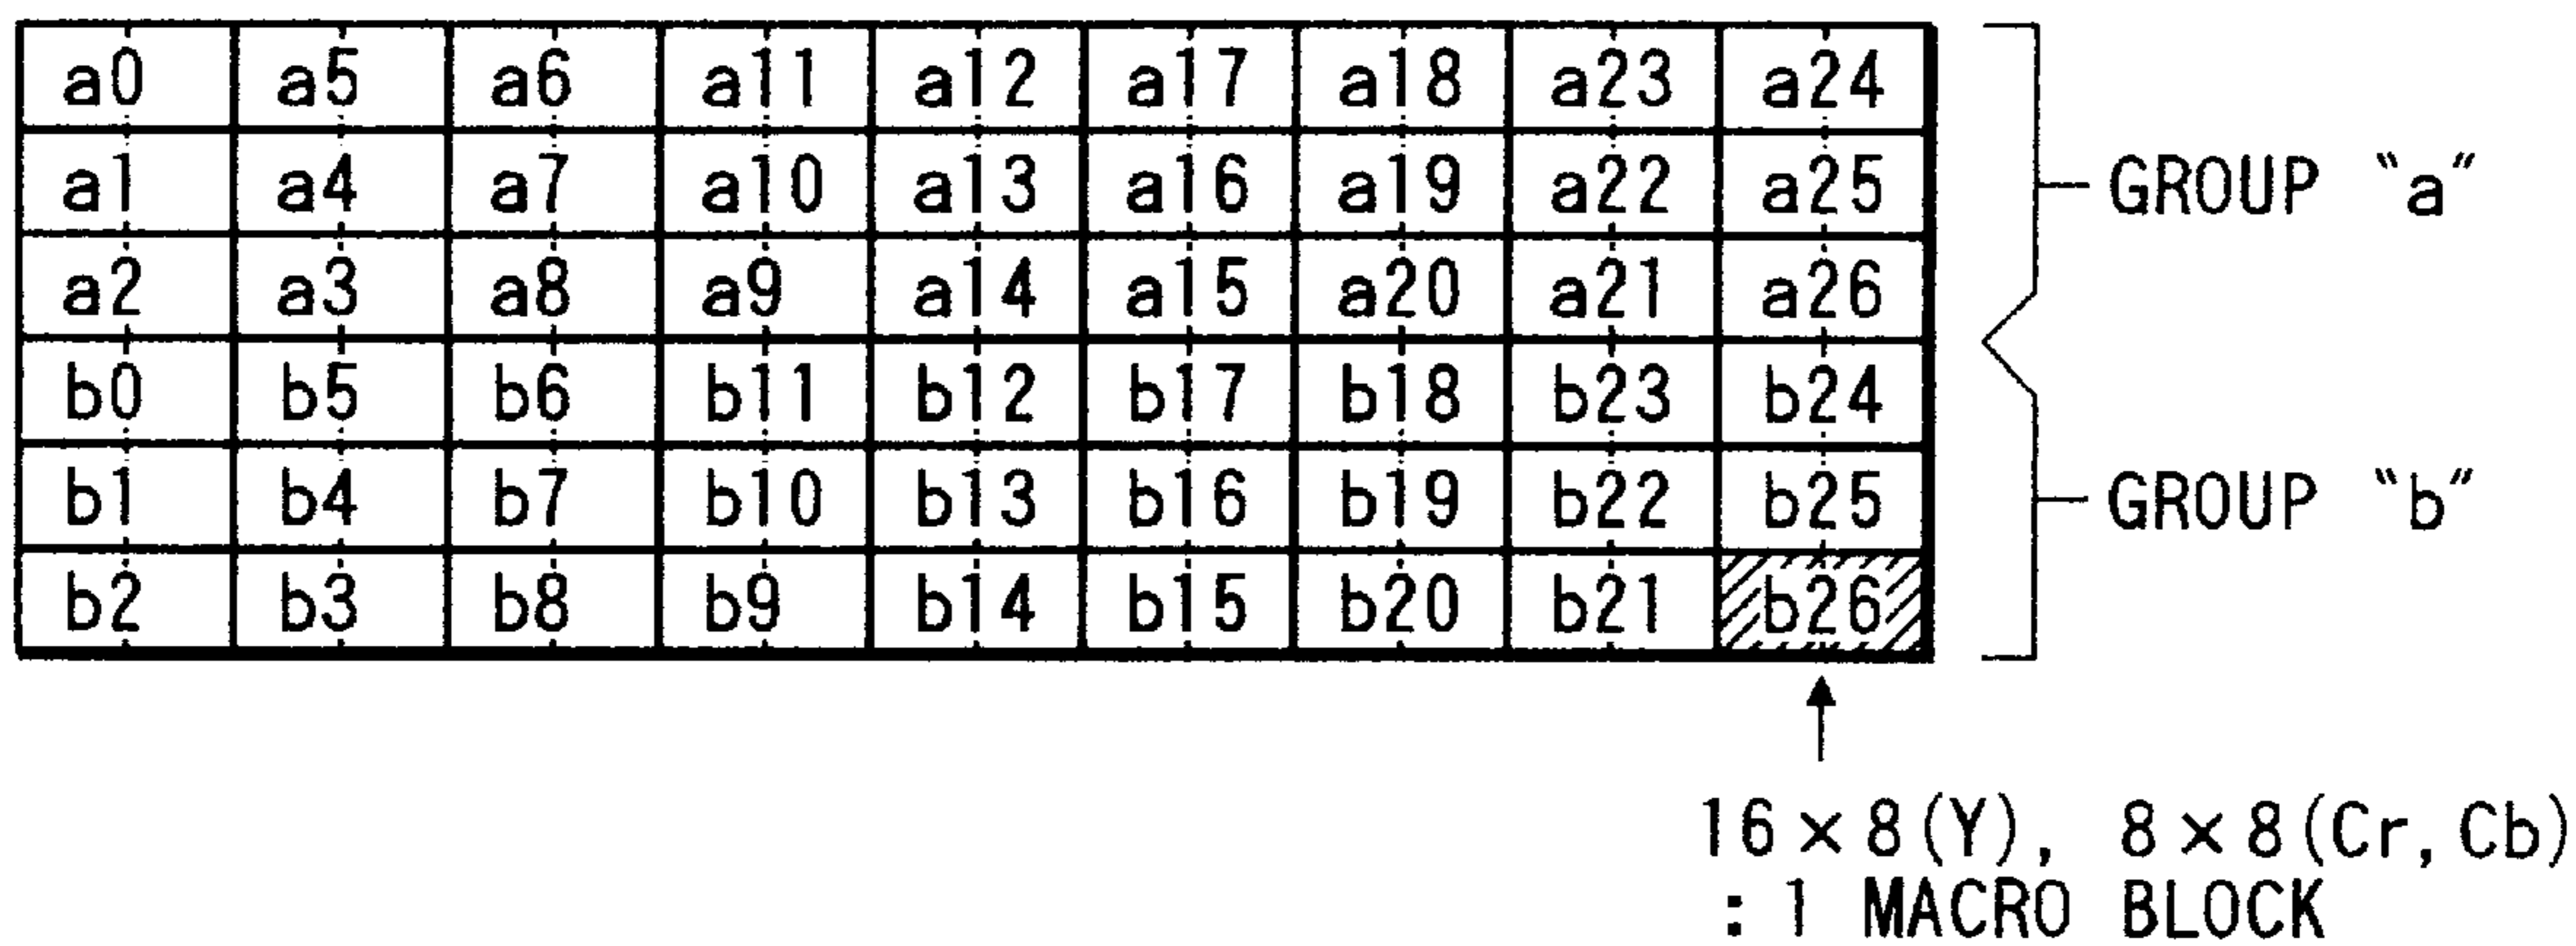 a0 a5 a6 a11 a12 a17 a18 a23 a24
a1 a4 a7 a10 a13 a16 a19 a22 a25
a2 a3 a8 a9 a14 a15 a20 a21 a26
b0 b5 b6 b11 b12 b17 b18 b23 b24
b1 b4 b7 b10 b13 b16 b19 b22 b25
b2 b3 b8 b9 b14 b15 b20 b21 b26
GROUP "a"
GROUP "b"
16×8(Y), 8×8(Cr,Cb)
: 1 MACRO BLOCK